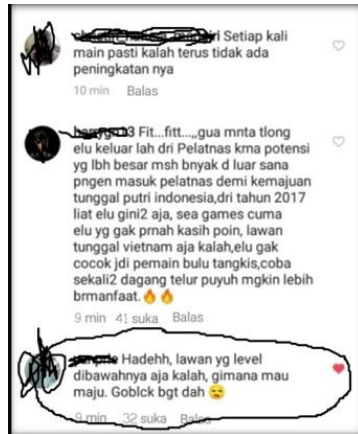 Setiap kali
main pasti kalah terus tidak ada
peningkatan nya
10 min Balas
Fit...fitt..,,gua mnta tlong
elu keluar lah dri Pelatnas krna potensi
yg lbh besar msh bnyak d luar sana
pngen masuk pelatnas demi kemajuan
tunggal putri indonesia,dri tahun 2017
liat elu gini2 aja, sea games cuma
elu yg gak prnah kasih poin, lawan
tunggal vietnam aja kalah,elu gak
cocok jdi pemain bulu tangkis,coba
sekali2 dagang telur puyuh mgkin lebih
brmanfaat.🔥🔥
9 min 41 suka Balas
Hadehh, lawan yg level
dibawahnya aja kalah, gimana mau
maju. Goblck bgt dah 😔
9 min 32 suka Balas